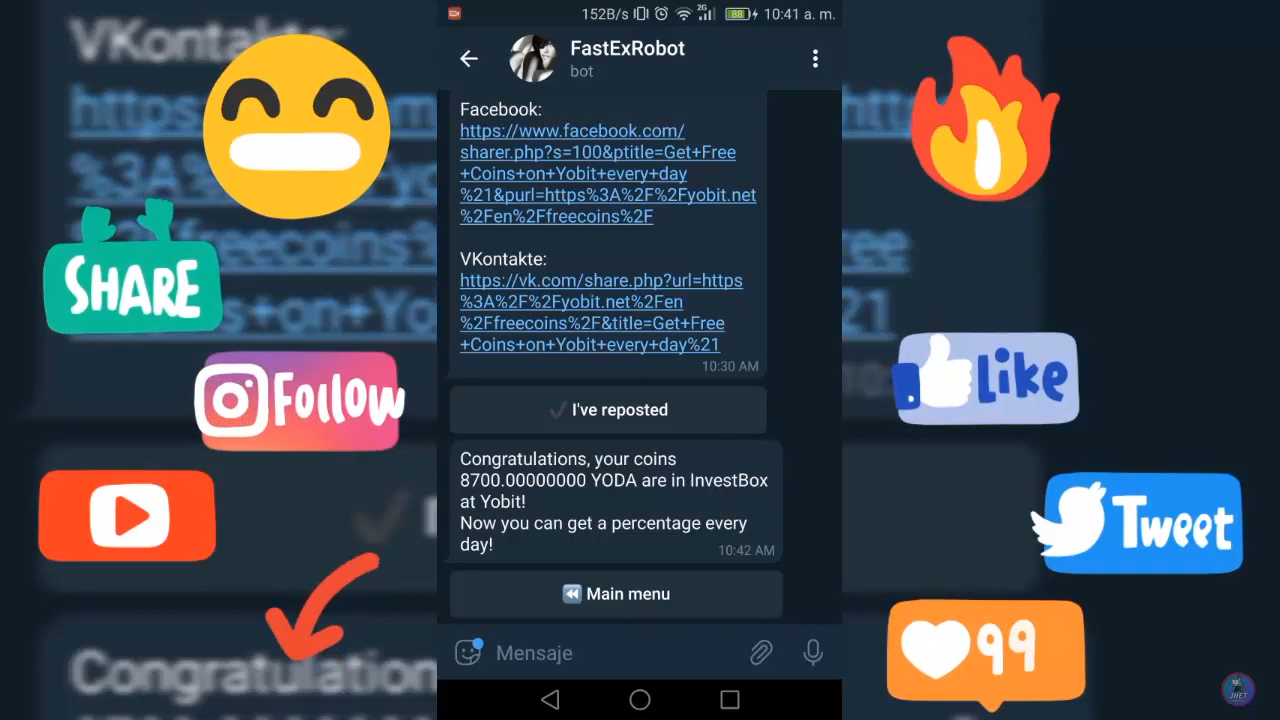 152B/s 2G 88 10:41 a. m.
FastExRobot
bot
Facebook:
https://www.facebook.com/
sharer.php?s=100&ptitle=Get+Free
+Coins+on+Yobit+every+day
%21&purl=https%3A%2F%2Fyobit.net
%2Fen%2Ffreecoins%2F
VKontakte:
https://vk.com/share.php?url=https
%3A%2F%2Fyobit.net%2Fen
%2Ffreecoins%2F&title=Get+Free
+Coins+on+Yobit+every+day%21
10:30 AM
I've reposted
Congratulations, your coins
8700.00000000 YODA are in InvestBox
at Yobit!
Now you can get a percentage every
day!
10:42 AM
Main menu
Mensaje
SHARE
Follow
Like
Tweet
99
JHET